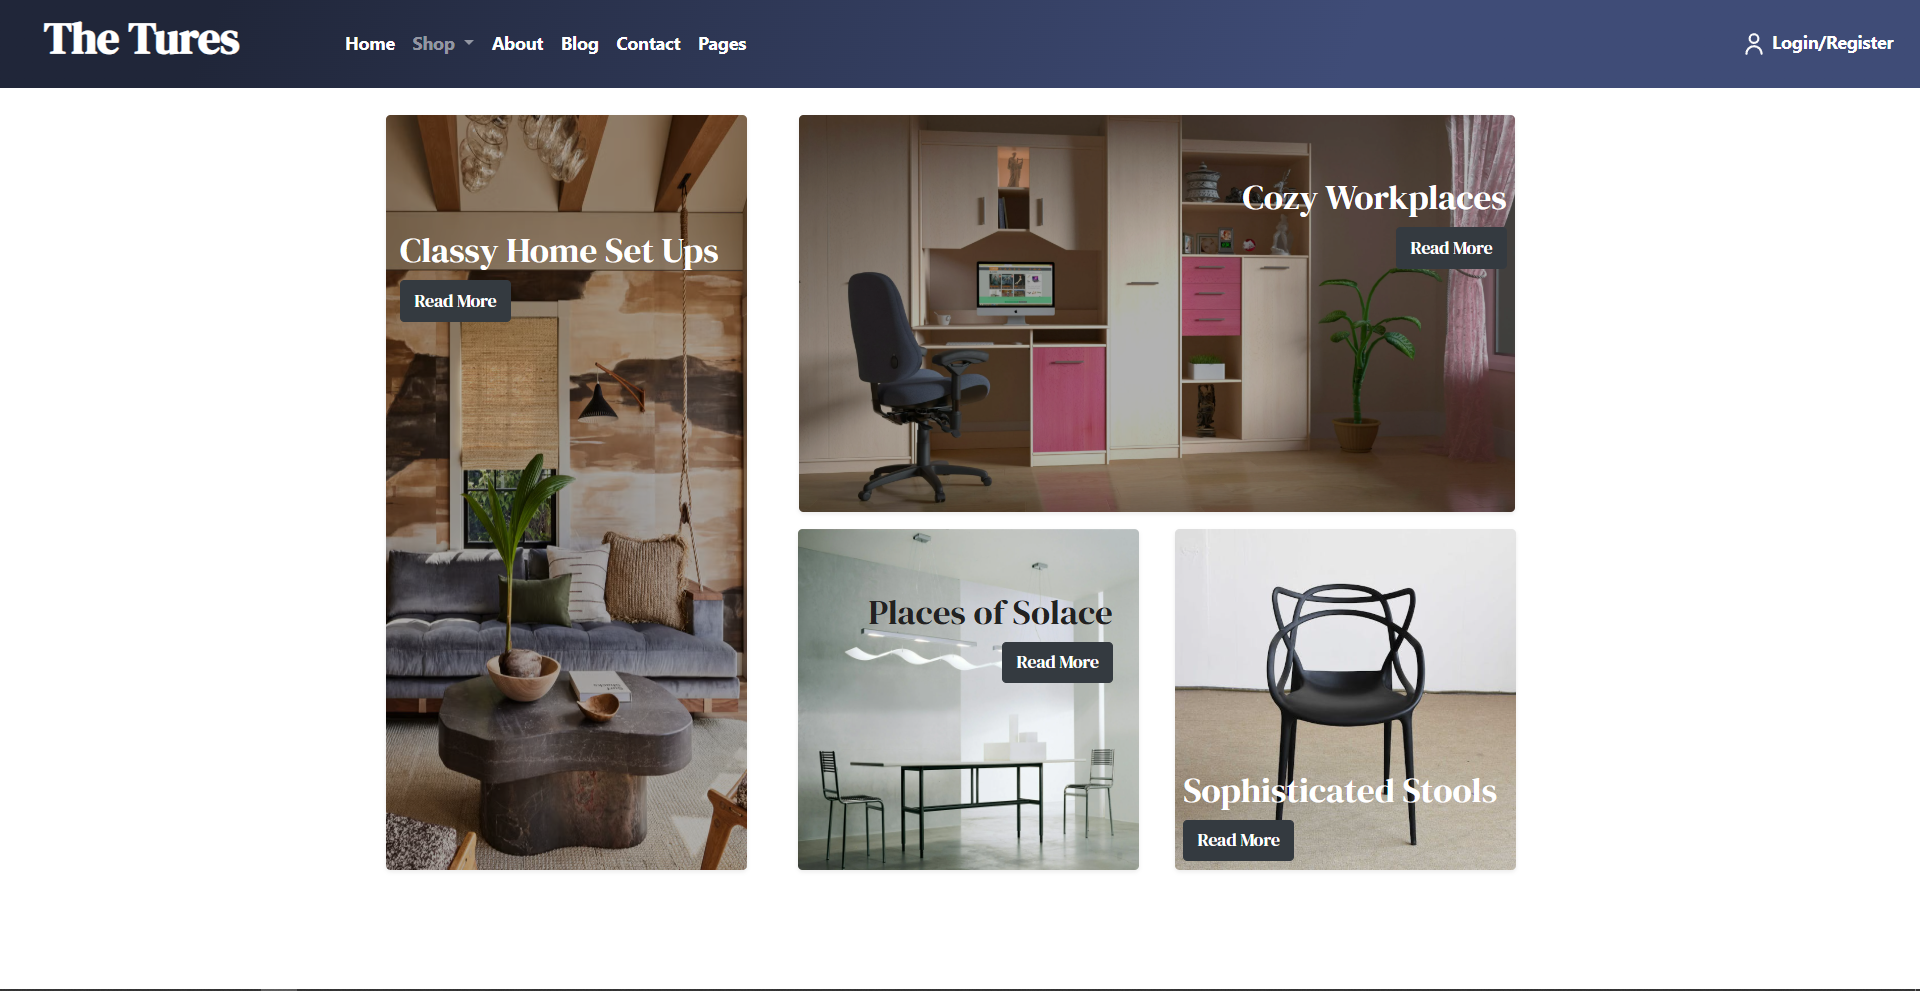 The Tures
Home Shop About Blog Contact Pages
Login/Register
Classy Home Set Ups
Read More
Cozy Workplaces
Read More
Places of Solace
Read More
Sophisticated Stools
Read More